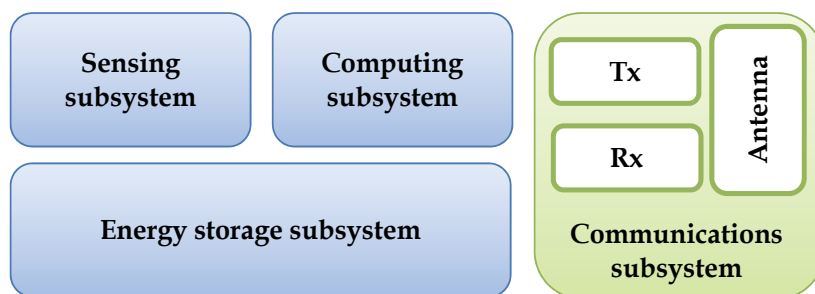 Sensing
subsystem
Computing
subsystem
Energy storage subsystem
Tx
Rx
Antenna
Communications
subsystem